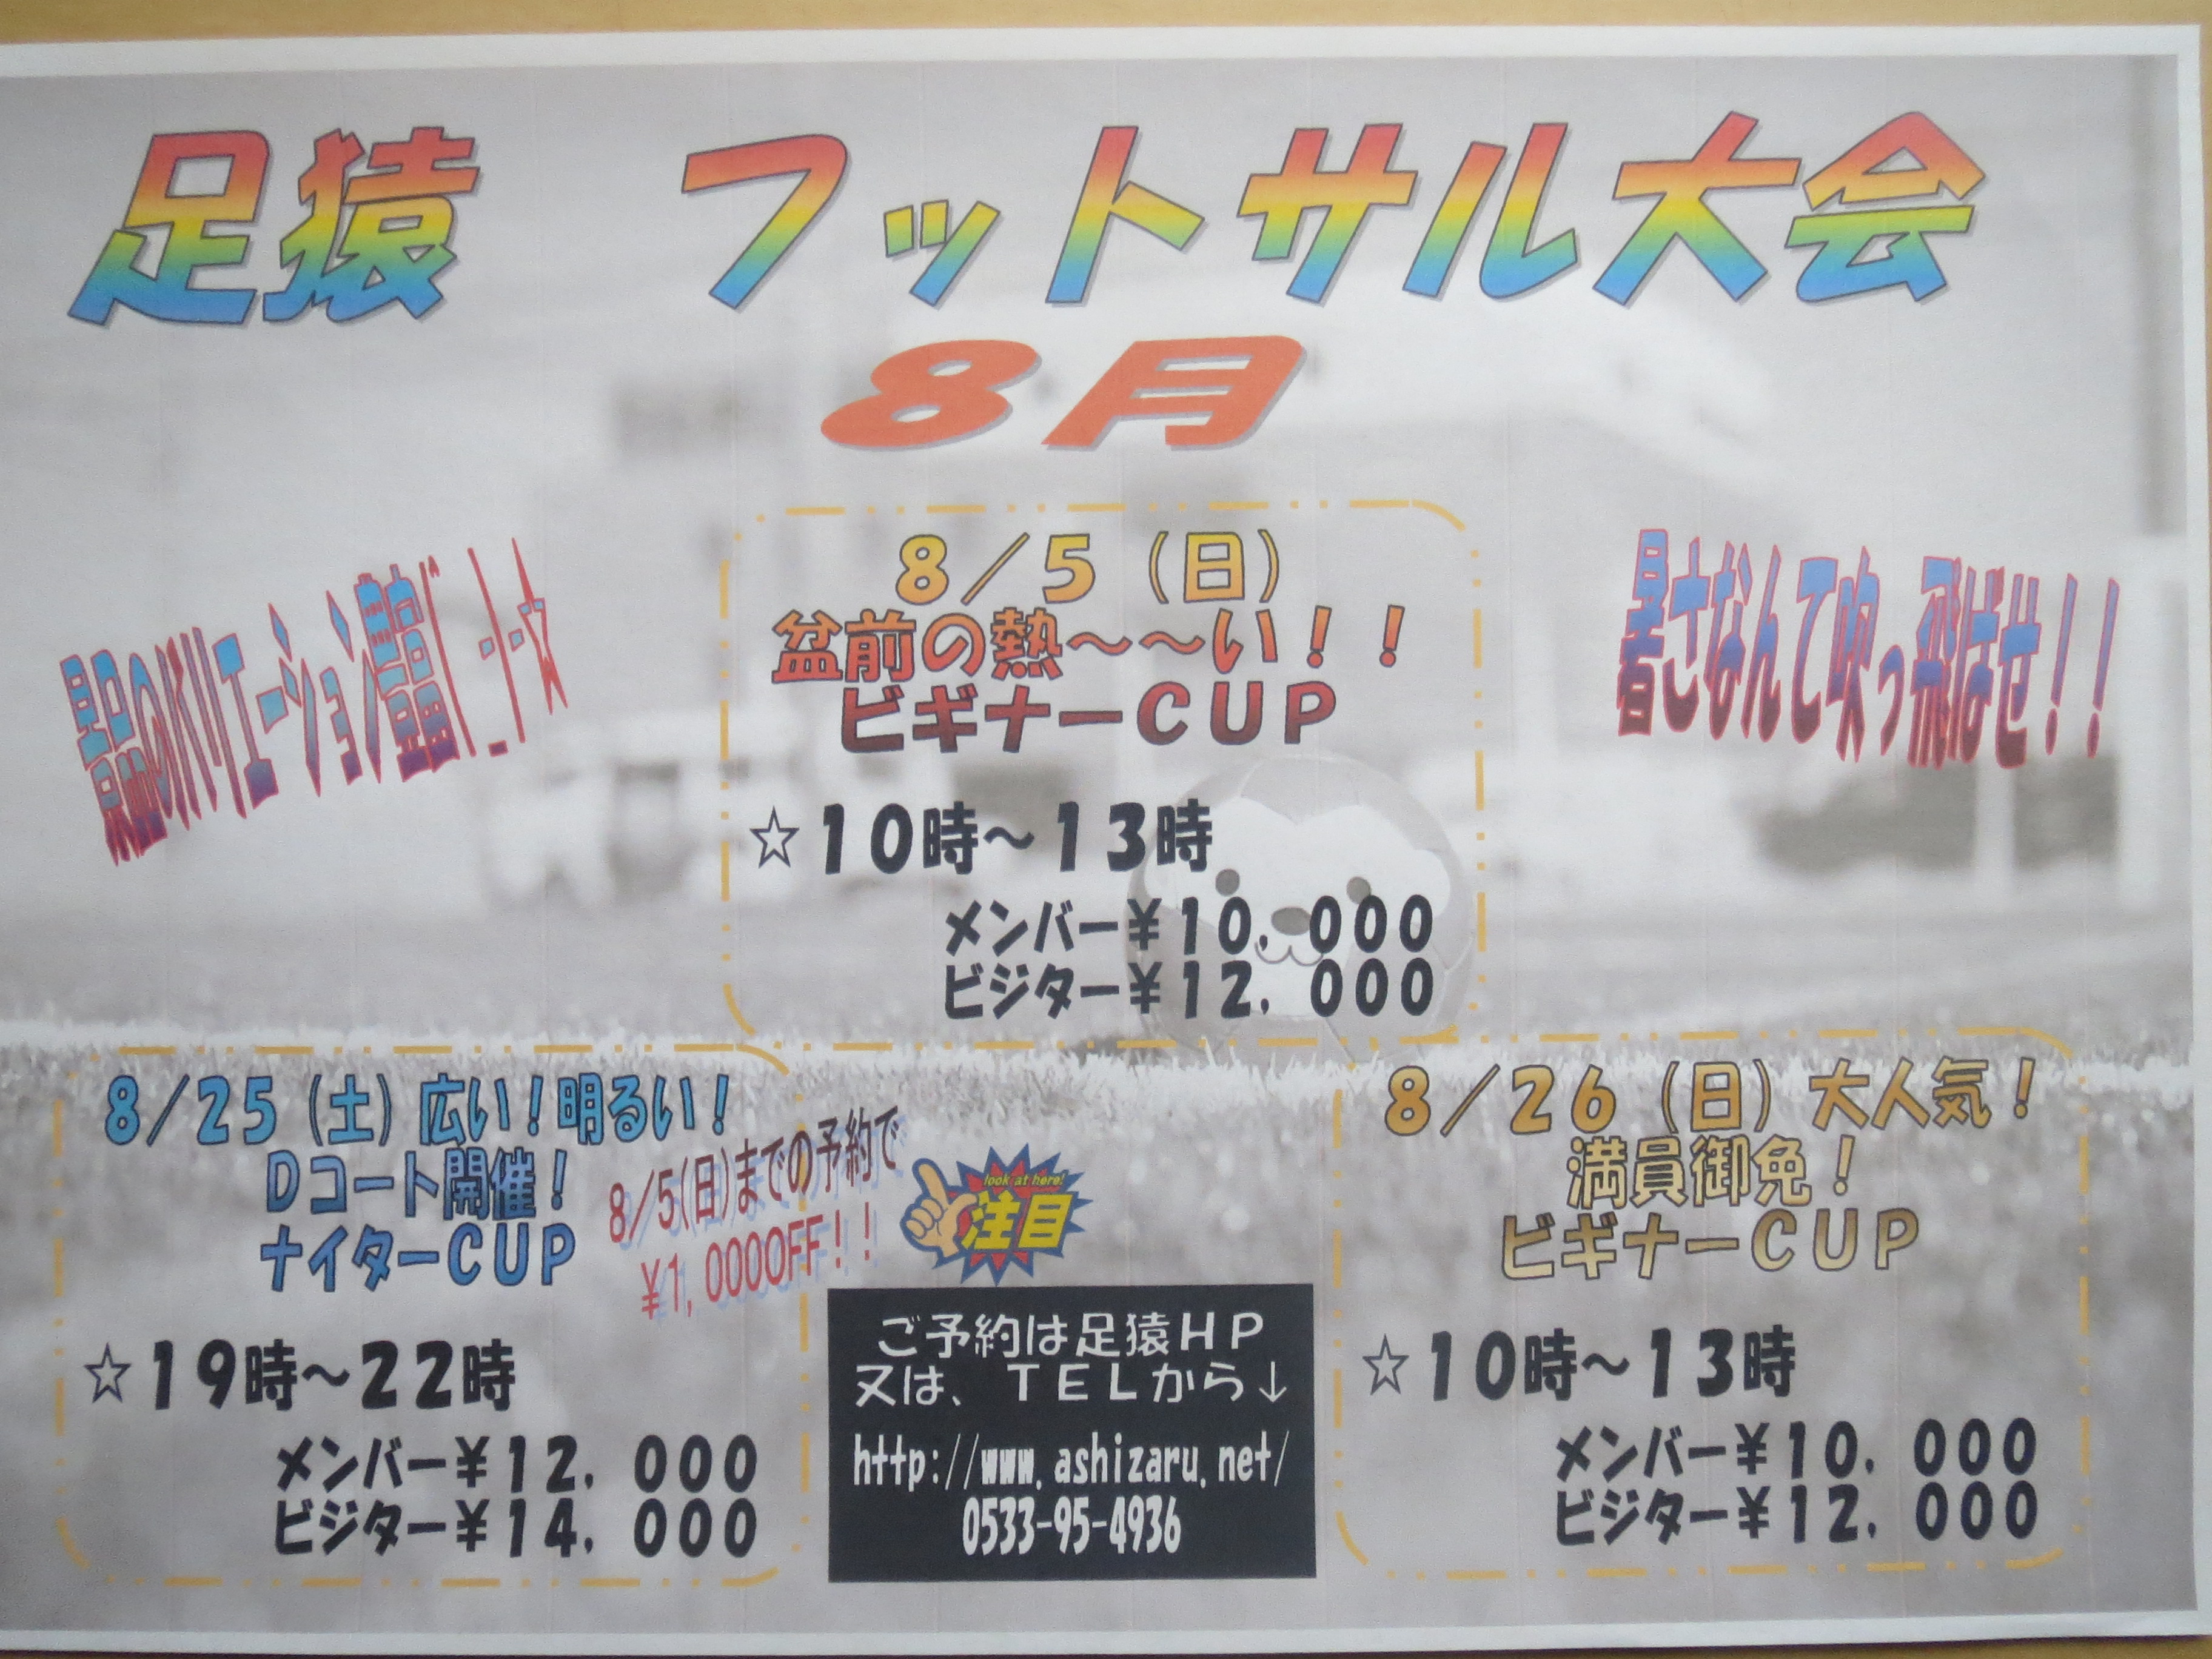 足猿　フットサル大会
8月
景品のバリエーション豊富(^_-)-☆
暑さなんて吹っ飛ばせ！！
8／5（日）
盆前の熱～～い！！
ビギナーCUP
☆10時～13時
メンバー¥10，000
ビジター¥12，000
8/25（土）広い！明るい！
Dコート開催！
ナイターCUP
8/5(日)までの予約で
¥1，000OFF！！
look at here!
注目
☆19時～22時
メンバー¥12，000
ビジター¥14，000
ご予約は足猿HP
又は、TELから↓
http://www.ashizaru.net/
0533-95-4936
8／26（日）大人気！
満員御免！
ビギナーCUP
☆10時～13時
メンバー¥10，000
ビジター¥12，000